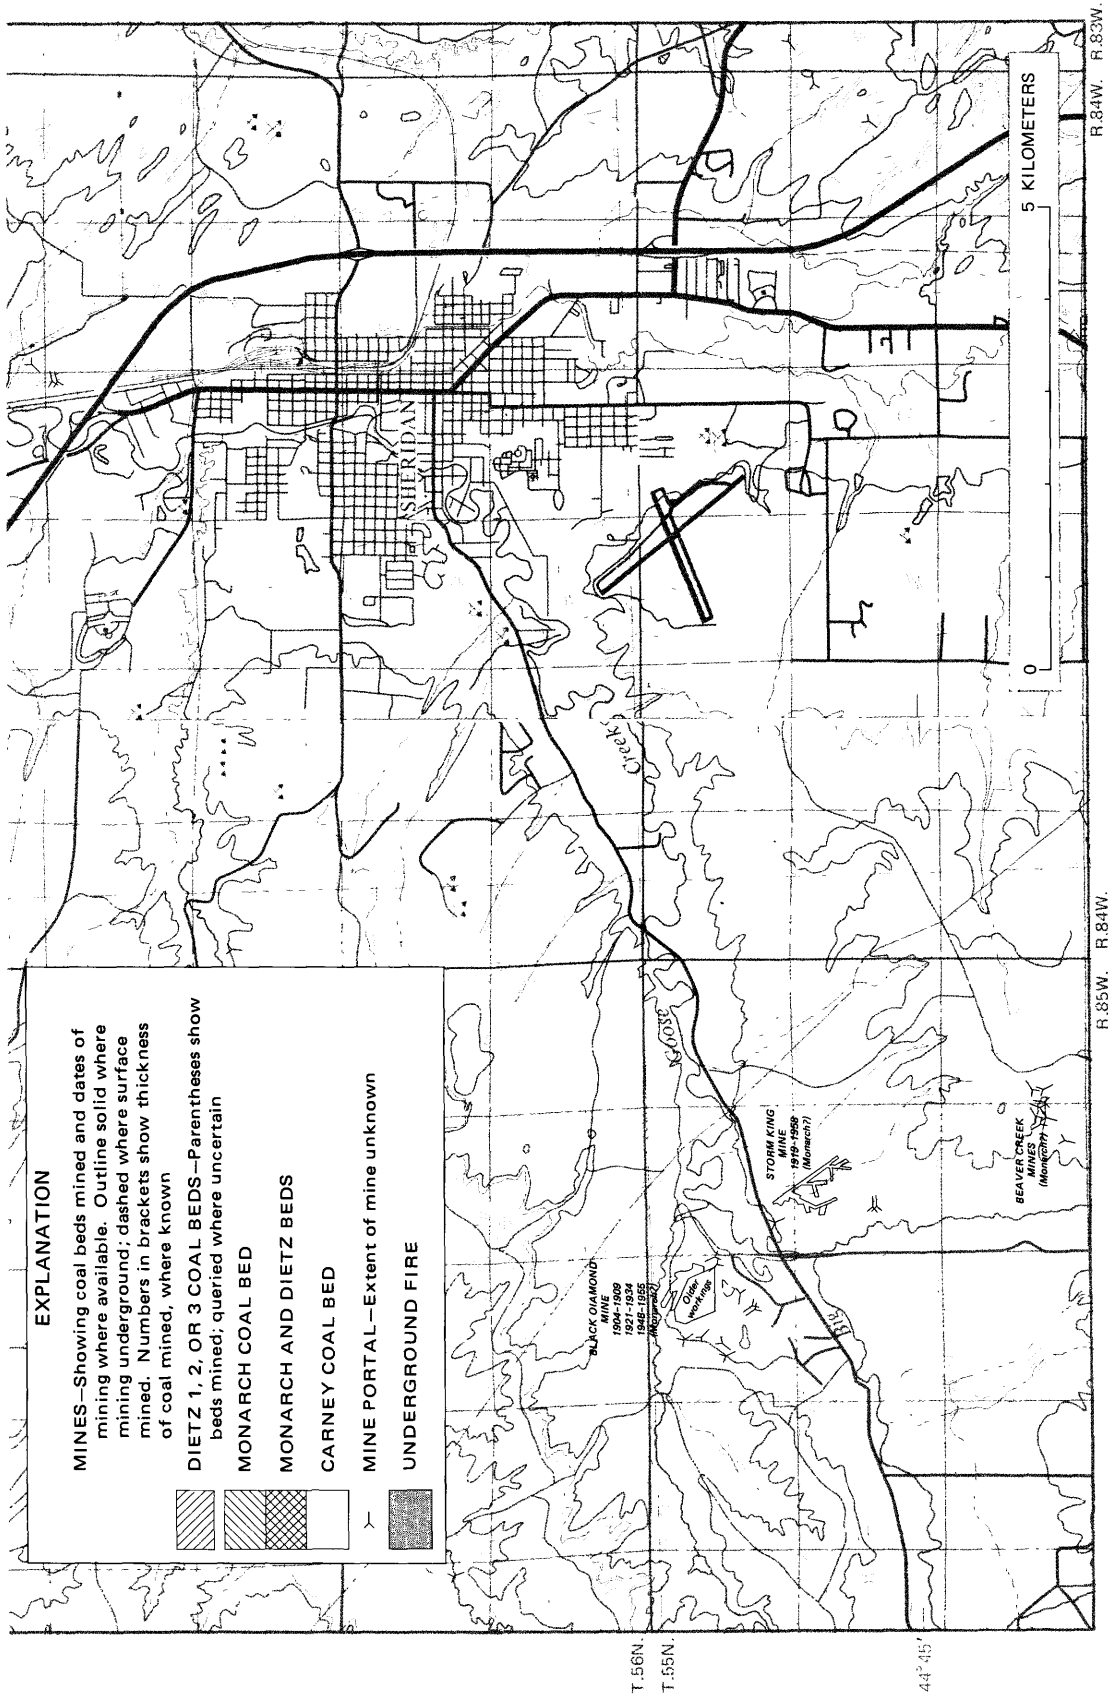 EXPLANATION
MINES—Showing coal beds mined and dates of
mining where available. Outline solid where
mining underground; dashed where surface
mined. Numbers in brackets show thickness
of coal mined, where known
DIETZ 1, 2, OR 3 COAL BEDS—Parentheses show
beds mined; queried where uncertain
MONARCH COAL BED
MONARCH AND DIETZ BEDS
CARNEY COAL BED
MINE PORTAL—Extent of mine unknown
UNDERGROUND FIRE
SHERIDAN
Big
Goose
Creek
BLACK DIAMOND
MINE
1904-1909
1921-1934
1948-1955
(Monarch?)
Older
workings
STORM KING
MINE
1919-1958
(Monarch?)
BEAVER CREEK
MINES
(Monarch?)
0
5 KILOMETERS
T.56N.
T.55N.
44°45'
R.85W.
R.84W.
R.84W.
R.83W.